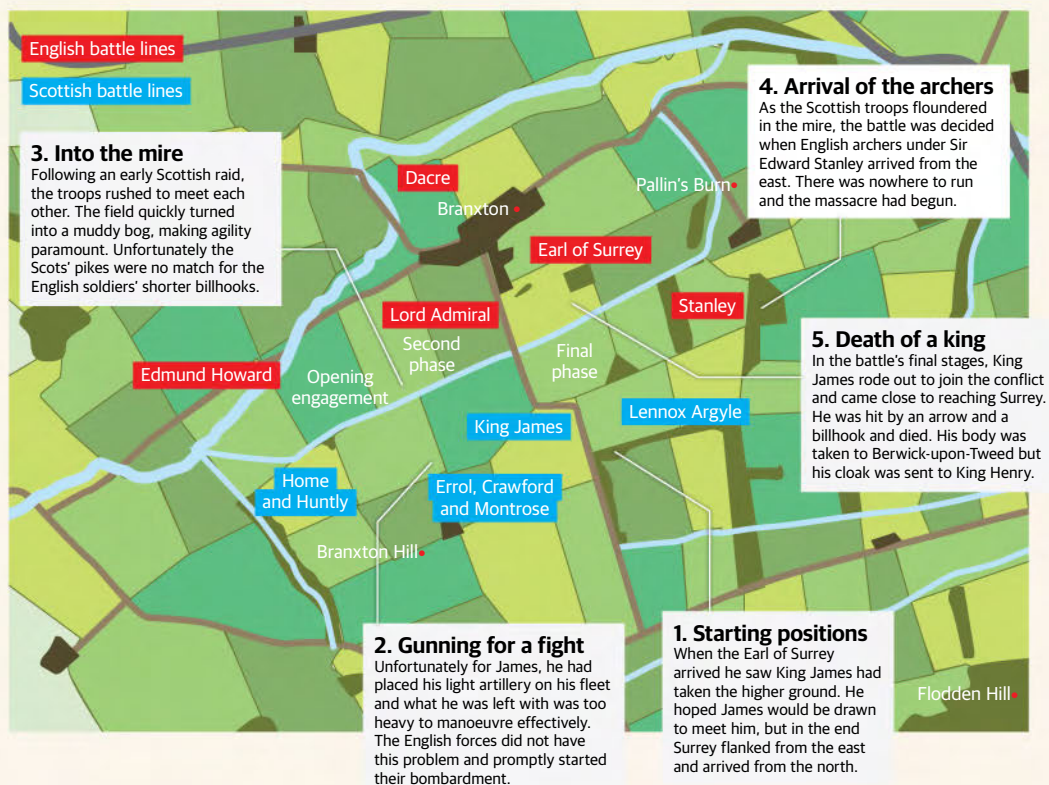 English battle lines
Scottish battle lines
3. Into the mire
Following an early Scottish raid,
the troops rushed to meet each
other. The field quickly turned
into a muddy bog, making agility
paramount. Unfortunately the
Scots' pikes were no match for the
English soldiers' shorter billhooks.
4. Arrival of the archers
As the Scottish troops floundered
in the mire, the battle was decided
when English archers under Sir
Edward Stanley arrived from the
east. There was nowhere to run
and the massacre had begun.
Dacre
Branxton
Pallin's Burn
Earl of Surrey
Stanley
Lord Admiral
Second
phase
Final
phase
Edmund Howard
Opening
engagement
5. Death of a king
In the battle's final stages, King
James rode out to join the conflict
and came close to reaching Surrey.
He was hit by an arrow and a
billhook and died. His body was
taken to Berwick-upon-Tweed but
his cloak was sent to King Henry.
Lennox Argyle
King James
Home
and Huntly
Errol, Crawford
and Montrose
Branxton Hill
2. Gunning for a fight
Unfortunately for James, he had
placed his light artillery on his fleet
and what he was left with was too
heavy to manoeuvre effectively.
The English forces did not have
this problem and promptly started
their bombardment.
1. Starting positions
When the Earl of Surrey
arrived he saw King James had
taken the higher ground. He
hoped James would be drawn
to meet him, but in the end
Surrey flanked from the east
and arrived from the north.
Flodden Hill